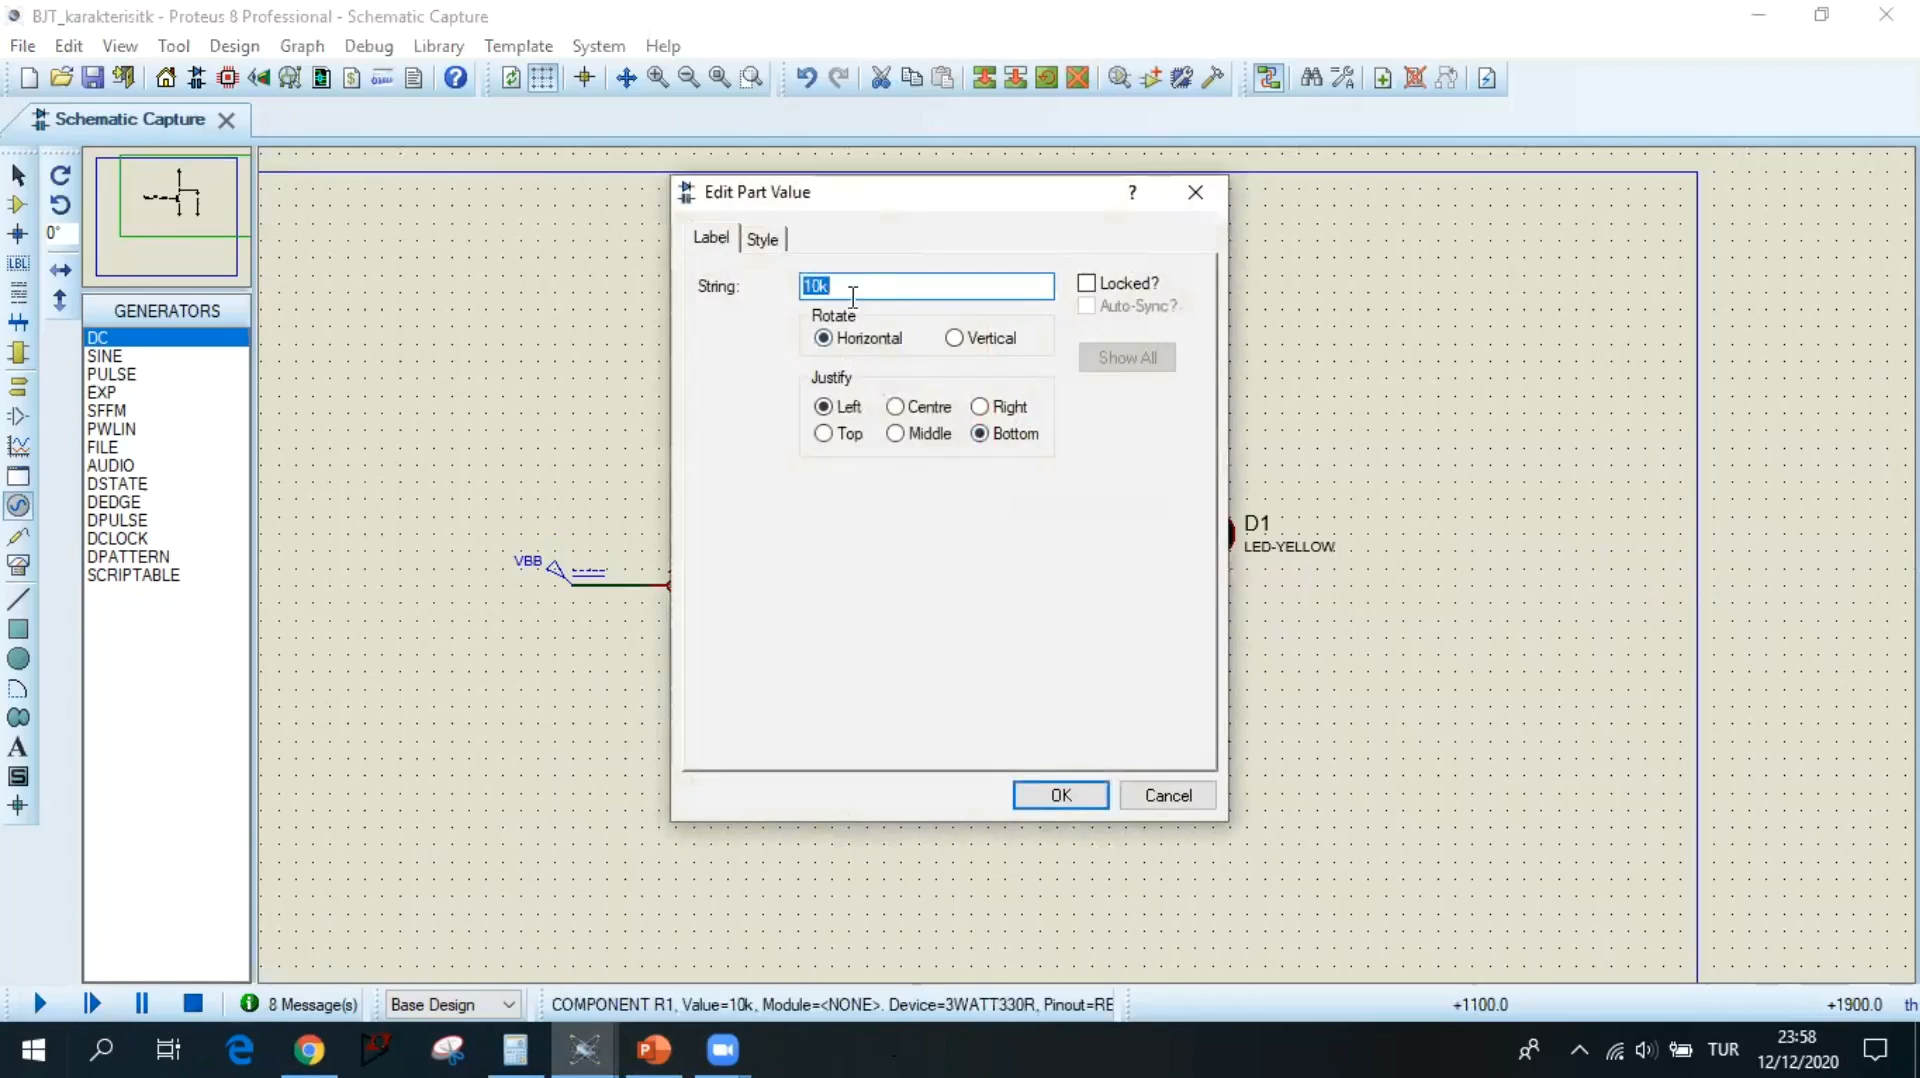 BJT_karakterisitk - Proteus 8 Professional - Schematic Capture
File Edit View Tool Design Graph Debug Library Template System Help
Schematic Capture
0°
LBL
GENERATORS
DC
SINE
PULSE
EXP
SFFM
PWLIN
FILE
AUDIO
DSTATE
DEDGE
DPULSE
DCLOCK
DPATTERN
SCRIPTABLE
A
S
VBB
D1
LED-YELLOW
Edit Part Value
?
Label Style
String: 10k
Locked?
Auto-Sync?
Rotate
Horizontal Vertical
Show All
Justify
Left Centre Right
Top Middle Bottom
OK Cancel
8 Message(s) Base Design COMPONENT R1, Value=10k, Module=<NONE>. Device=3WATT330R, Pinout=RE +1100.0 +1900.0 th
TUR
23:58
12/12/2020